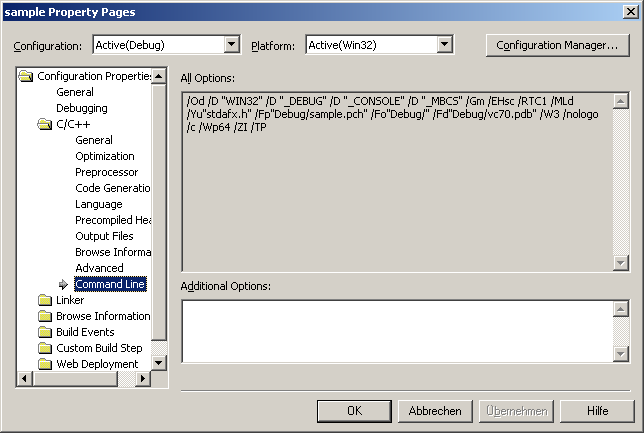 sample Property Pages
Configuration: Active(Debug) Platform: Active(Win32) Configuration Manager...
Configuration Properties
General
Debugging
C/C++
General
Optimization
Preprocessor
Code Generatio
Language
Precompiled Hea
Output Files
Browse Informa
Advanced
Command Line
Linker
Browse Information
Build Events
Custom Build Step
Web Deployment
All Options:
/Od /D "WIN32" /D "_DEBUG" /D "_CONSOLE" /D "_MBCS" /Gm /EHsc /RTC1 /MLd
/Yu"stdafx.h" /Fp"Debug/sample.pch" /Fo"Debug/" /Fd"Debug/vc70.pdb" /W3 /nologo
/c /Wp64 /ZI /TP
Additional Options:
OK Abbrechen Übernehmen Hilfe